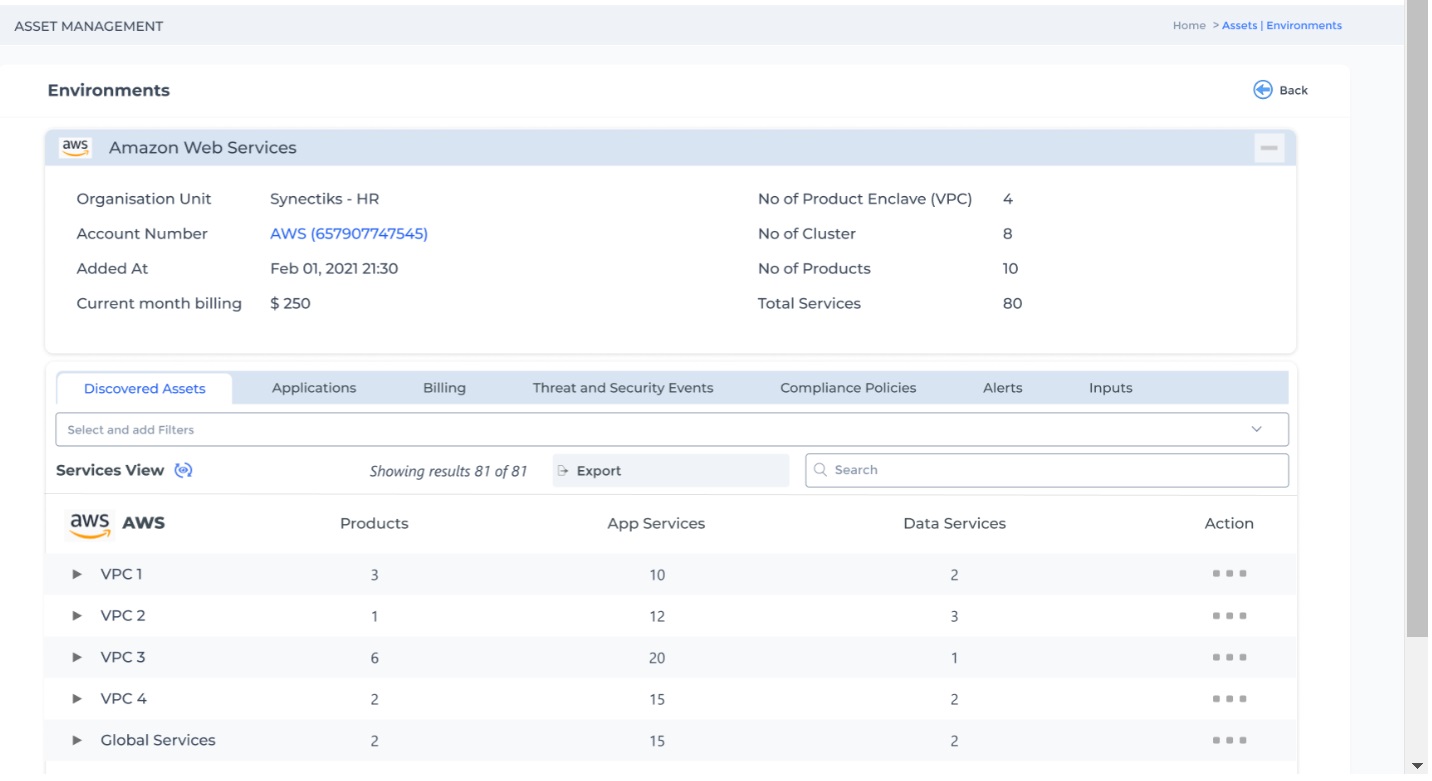 ASSET MANAGEMENT
Home > Assets | Environments
Environments
Back
aws Amazon Web Services
Organisation Unit Synectiks - HR No of Product Enclave (VPC) 4
Account Number AWS (657907747545) No of Cluster 8
Added At Feb 01, 2021 21:30 No of Products 10
Current month billing $ 250 Total Services 80
Discovered Assets Applications Billing Threat and Security Events Compliance Policies Alerts Inputs
Select and add Filters
Services View Showing results 81 of 81 Export Search
aws AWS Products App Services Data Services Action
VPC 1 3 10 2
VPC 2 1 12 3
VPC 3 6 20 1
VPC 4 2 15 2
Global Services 2 15 2